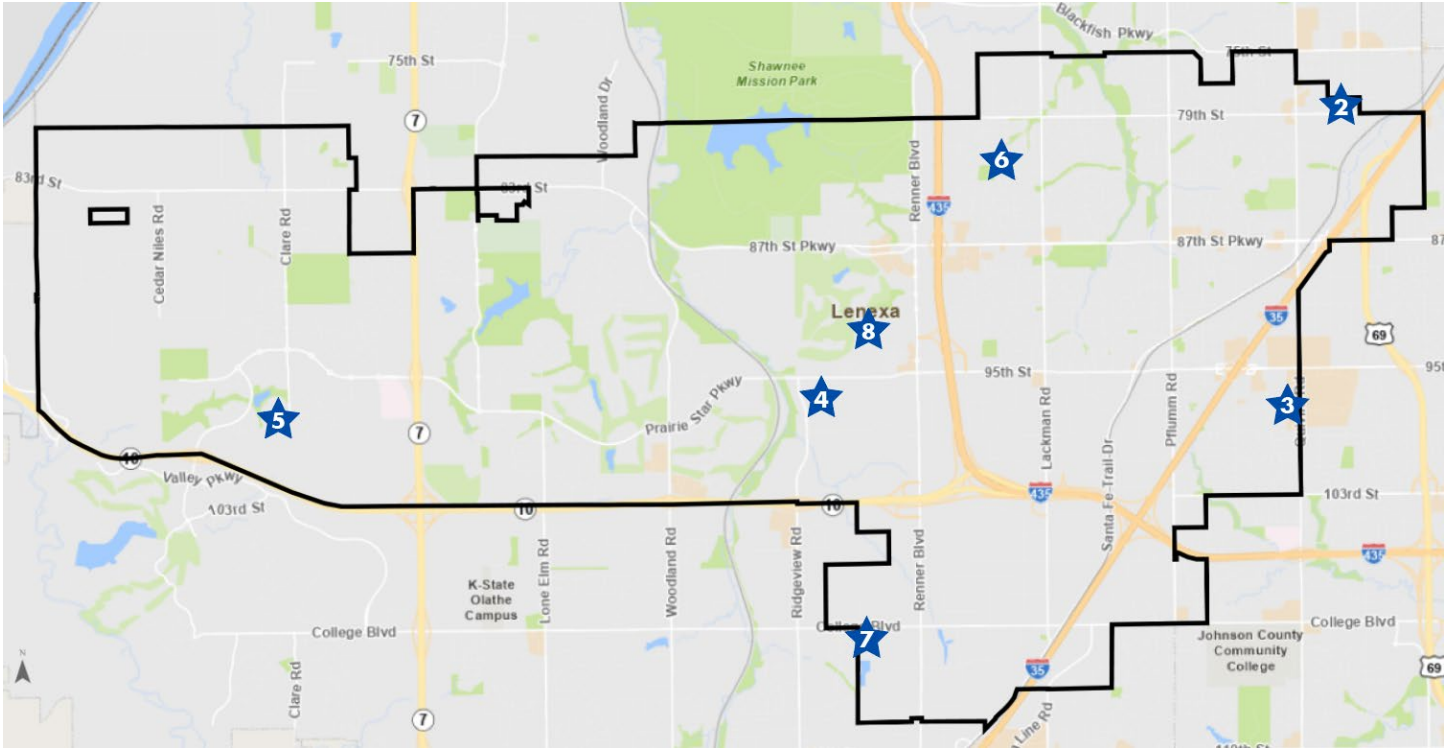 Blackfish Pkwy
75th St
75th St
Shawnee
Mission Park
Woodland Dr
2
7
79th St
6
83rd St
83rd St
Renner Blvd
435
Cedar Niles Rd
Clare Rd
87th St Pkwy
87th St Pkwy
87
Lenexa
8
35
69
95th St
95t
Prairie Star Pkwy
4
3
5
7
Lackman Rd
Pflumm Rd
10
Valley Pkwy
103rd St
10
10
435
Santa-Fe-Trail-Dr
103rd St
435
K-State
Olathe
Campus
Lone Elm Rd
Woodland Rd
Ridgeview Rd
Renner Blvd
College Blvd
College Blvd
7
College Blvd
Johnson County
Community
College
N
Clare Rd
35
69
7
Line Rd